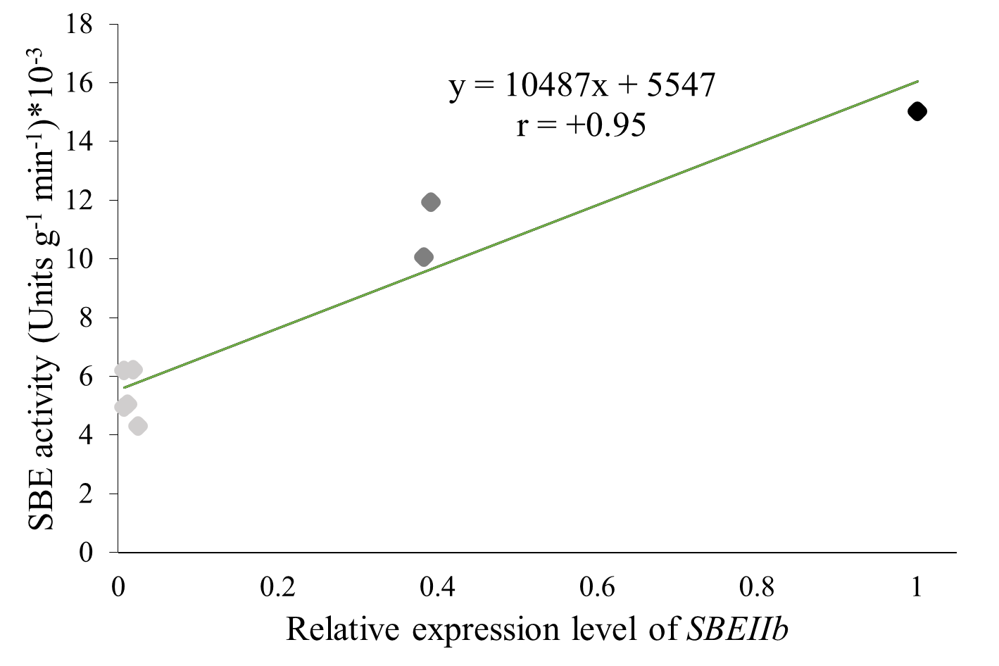 18
16
14
12
10
8
6
4
2
0
SBE activity (Units g⁻¹ min⁻¹)*10⁻³
y = 10487x + 5547
r = +0.95
0 0.2 0.4 0.6 0.8 1
Relative expression level of SBEIIb